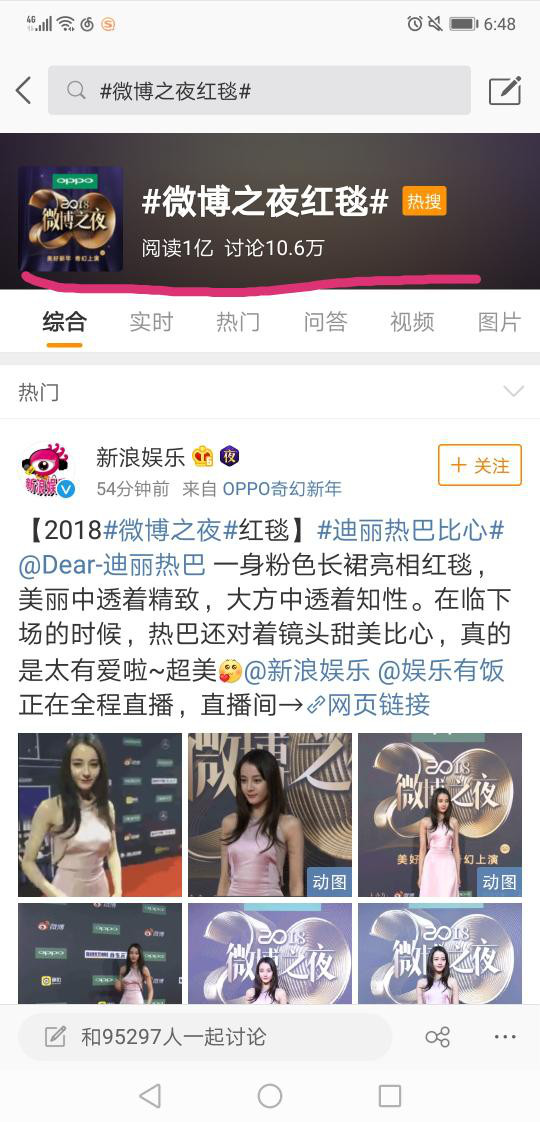 4G
6:48
#微博之夜红毯#
oppo
2018
微博之夜
美好新年 奇幻上演
#微博之夜红毯# 热搜
阅读1亿 讨论10.6万
综合 实时 热门 问答 视频 图片
热门
新浪娱乐 夜
54分钟前 来自 OPPO奇幻新年
+ 关注
【2018#微博之夜#红毯】#迪丽热巴比心#
@Dear-迪丽热巴 一身粉色长裙亮相红毯，
美丽中透着精致，大方中透着知性。在临下
场的时候，热巴还对着镜头甜美比心，真的
是太有爱啦~超美@新浪娱乐 @娱乐有饭
正在全程直播，直播间→网页链接
微博之
动图
2018
微博之夜
动图
微博
oppo
2018
微博之夜
2018
微博之夜
和95297人一起讨论